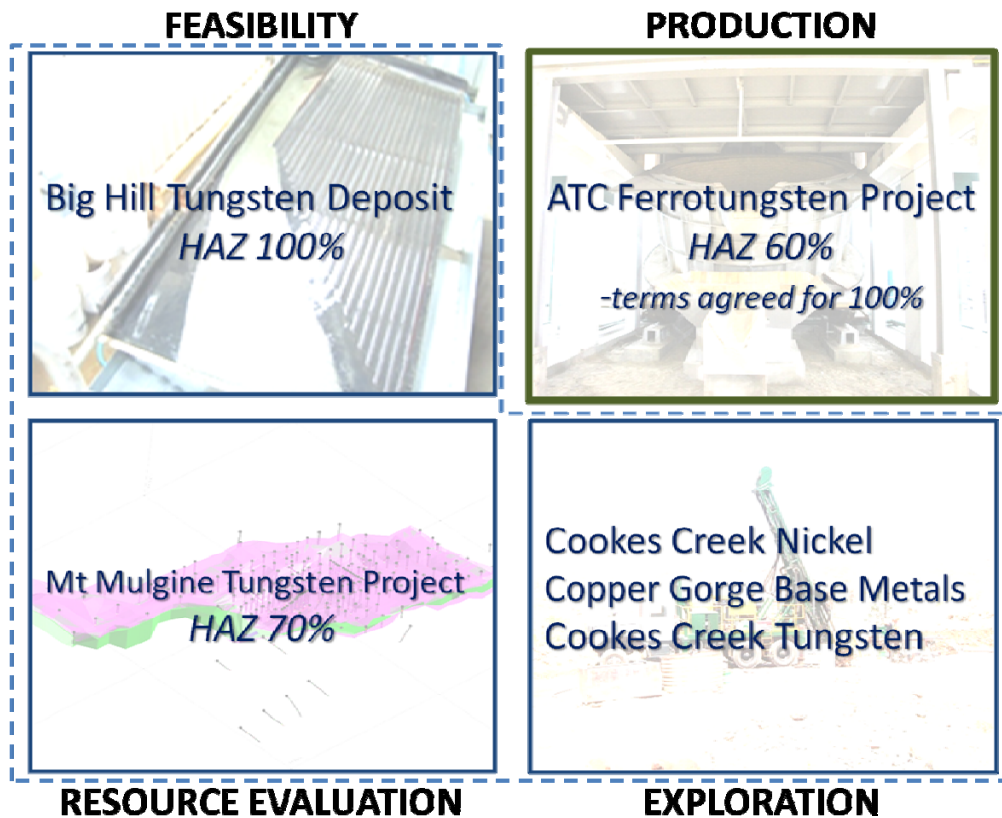 FEASIBILITY
PRODUCTION
Big Hill Tungsten Deposit
HAZ 100%
ATC Ferrotungsten Project
HAZ 60%
-terms agreed for 100%
Mt Mulgine Tungsten Project
HAZ 70%
Cookes Creek Nickel
Copper Gorge Base Metals
Cookes Creek Tungsten
RESOURCE EVALUATION
EXPLORATION